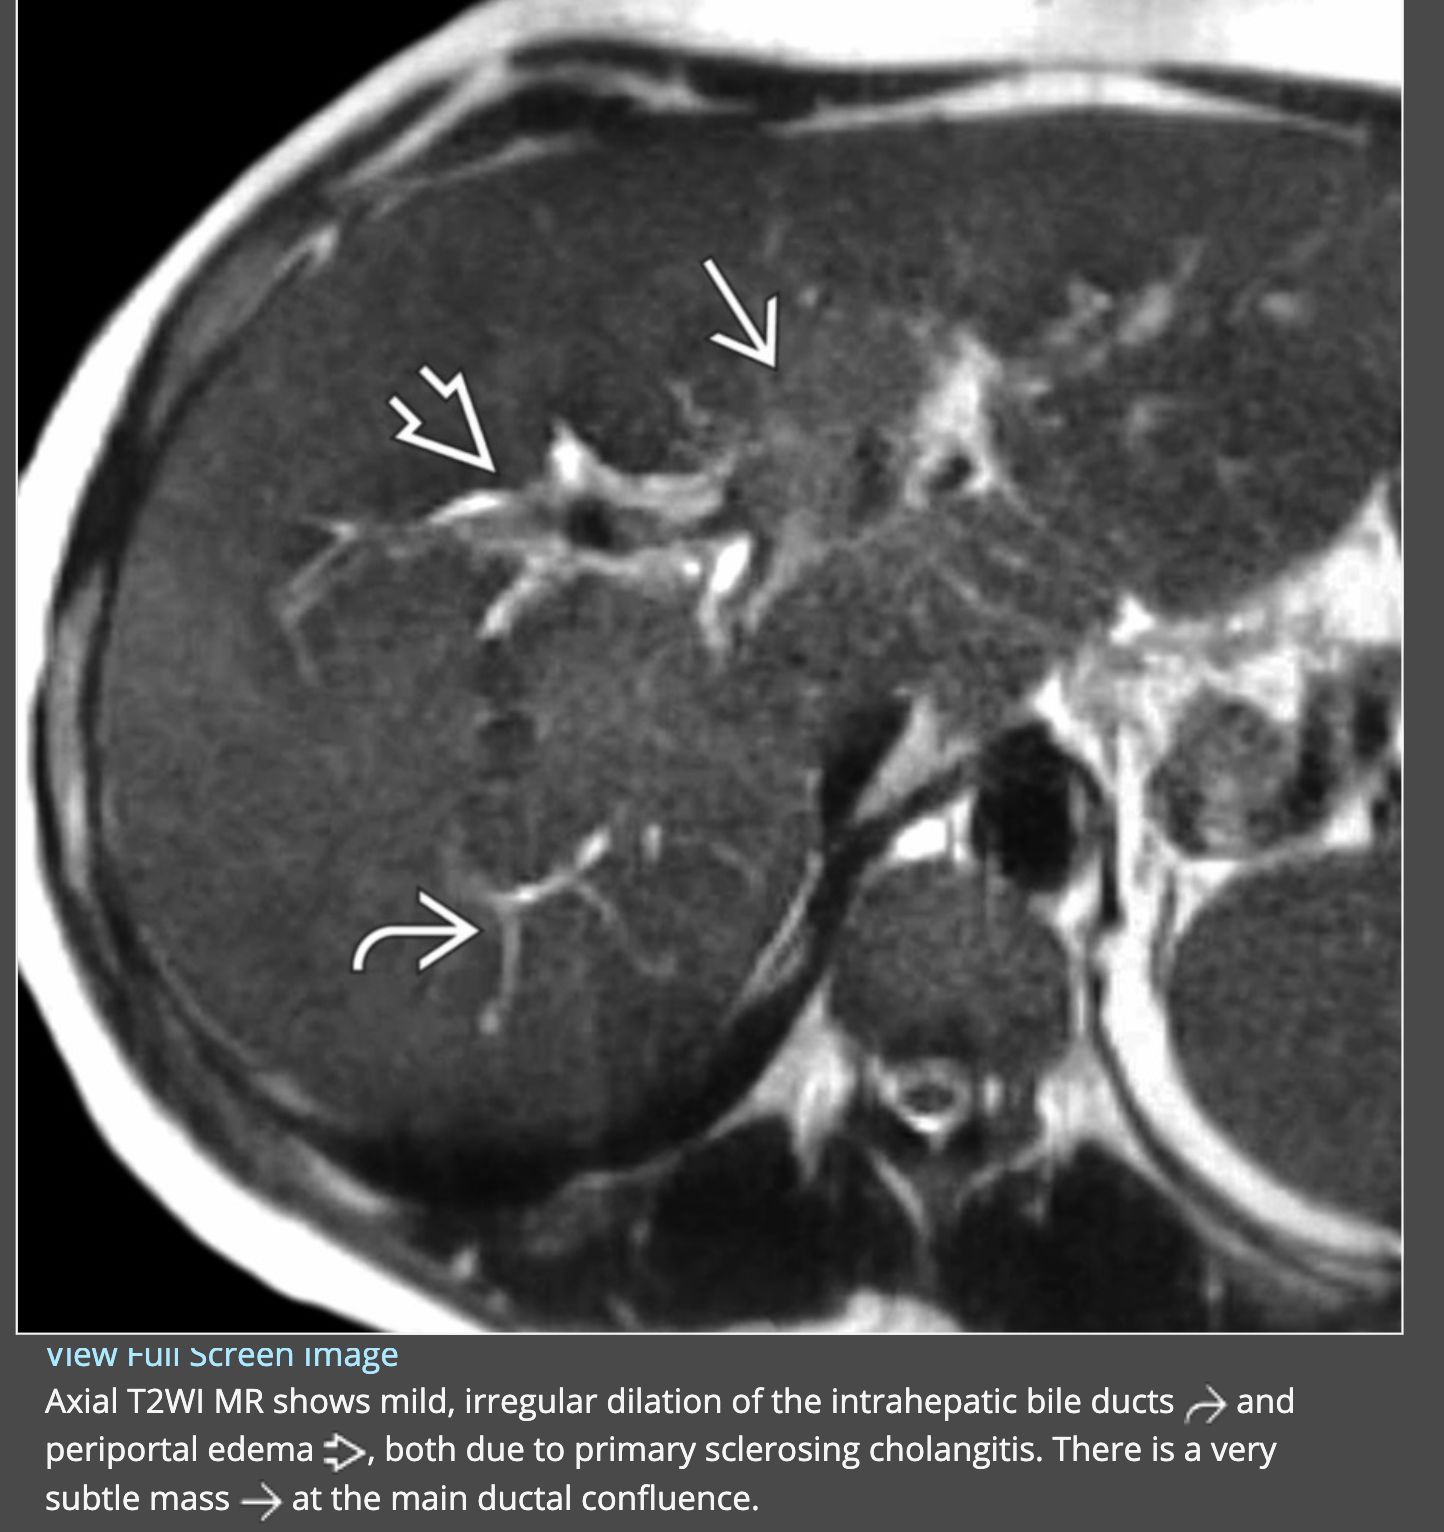 View Full Screen Image
Axial T2WI MR shows mild, irregular dilation of the intrahepatic bile ducts and
periportal edema , both due to primary sclerosing cholangitis. There is a very
subtle mass at the main ductal confluence.